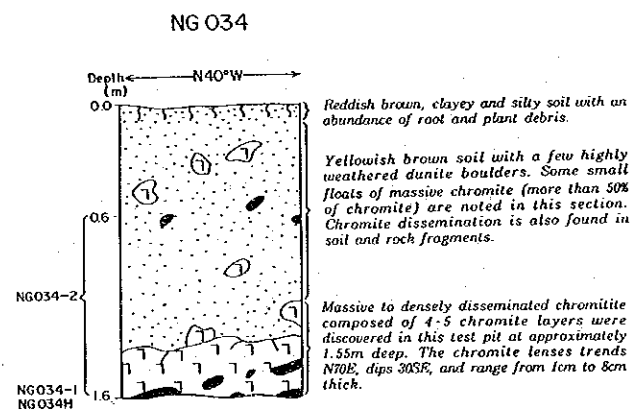 NG 034
Depth N40°W
(m)
0.0
Reddish brown, clayey and silty soil with an
abundance of root and plant debris.
Yellowish brown soil with a few highly
weathered dunite boulders. Some small
floats of massive chromite (more than 50%
of chromite) are noted in this section.
Chromite dissemination is also found in
soil and rock fragments.
0.6
NG034-2
Massive to densely disseminated chromitite
composed of 4-5 chromite layers were
discovered in this test pit at approximately
1.55m deep. The chromite lenses trends
N70E, dips 30SE, and range from 1cm to 8cm
thick.
NG034-1
NG034H
1.6